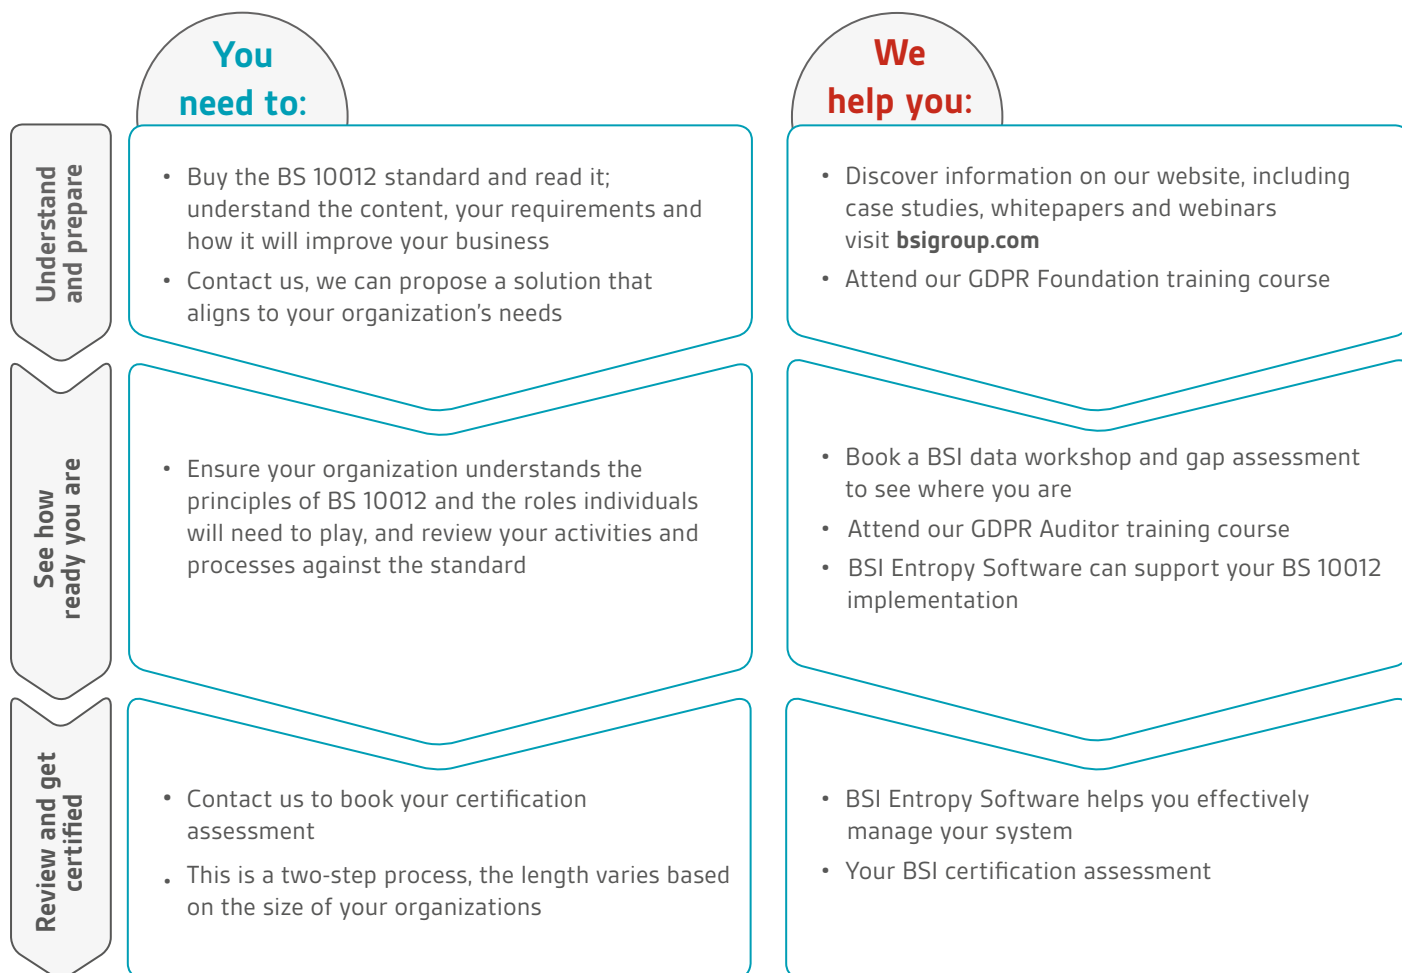 You
need to:
We
help you:
Understand
and prepare
• Buy the BS 10012 standard and read it;
understand the content, your requirements and
how it will improve your business
• Contact us, we can propose a solution that
aligns to your organization's needs
• Discover information on our website, including
case studies, whitepapers and webinars
visit bsigroup.com
• Attend our GDPR Foundation training course
See how
ready you are
• Ensure your organization understands the
principles of BS 10012 and the roles individuals
will need to play, and review your activities and
processes against the standard
• Book a BSI data workshop and gap assessment
to see where you are
• Attend our GDPR Auditor training course
• BSI Entropy Software can support your BS 10012
implementation
Review and get
certified
• Contact us to book your certification
assessment
• This is a two-step process, the length varies based
on the size of your organizations
• BSI Entropy Software helps you effectively
manage your system
• Your BSI certification assessment